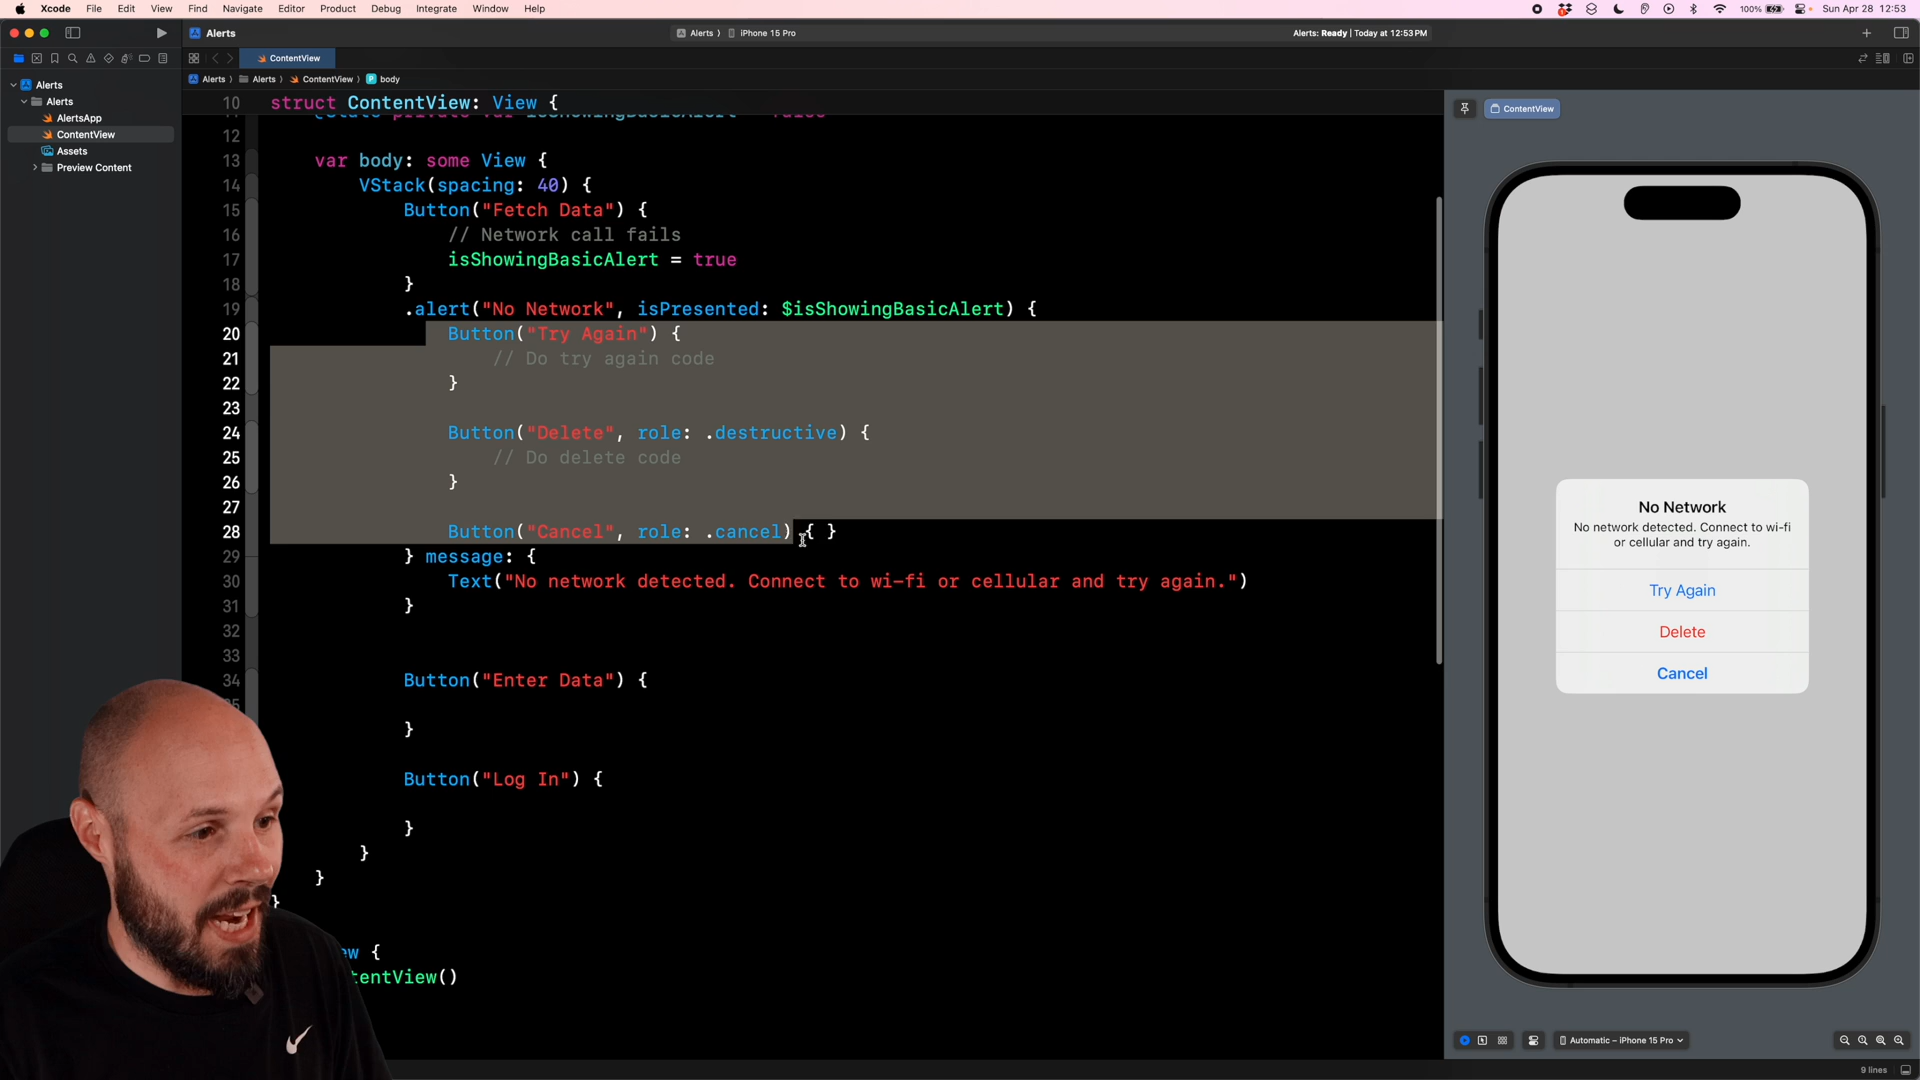 Xcode File Edit View Find Navigate Editor Product Debug Integrate Window Help
100% Sun Apr 28 12:53
Alerts
Alerts 〉 iPhone 15 Pro
Alerts: Ready | Today at 12:53 PM
ContentView
Alerts 〉 Alerts 〉 ContentView 〉 P body
Alerts
Alerts
AlertsApp
ContentView
Assets
Preview Content
10 struct ContentView: View {
@State private var isShowingBasicAlert = false
12
13 var body: some View {
14 VStack(spacing: 40) {
15 Button("Fetch Data") {
16 // Network call fails
17 isShowingBasicAlert = true
18 }
19 .alert("No Network", isPresented: $isShowingBasicAlert) {
20 Button("Try Again") {
21 // Do try again code
22 }
23
24 Button("Delete", role: .destructive) {
25 // Do delete code
26 }
27
28 Button("Cancel", role: .cancel) { }
29 } message: {
30 Text("No network detected. Connect to wi-fi or cellular and try again.")
31 }
32
33
34 Button("Enter Data") {
}
Button("Log In") {
}
}
}
}
ew {
tentView()
ContentView
No Network
No network detected. Connect to wi-fi
or cellular and try again.
Try Again
Delete
Cancel
Automatic – iPhone 15 Pro
9 lines